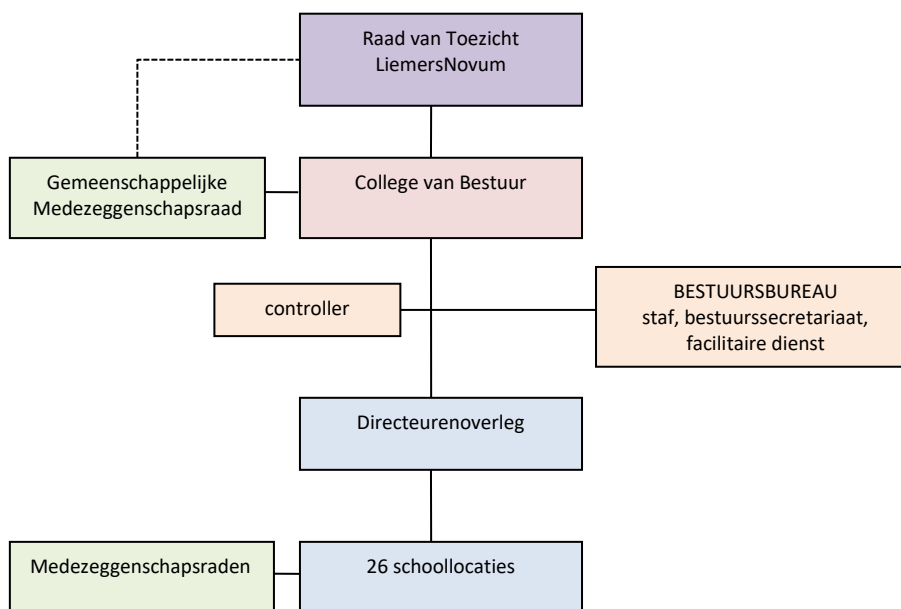 Raad van Toezicht
LiemersNovum
Gemeenschappelijke
Medezeggenschapsraad
College van Bestuur
controller
BESTUURSBUREAU
staf, bestuurssecretariaat,
facilitaire dienst
Directeurenoverleg
Medezeggenschapsraden
26 schoollocaties